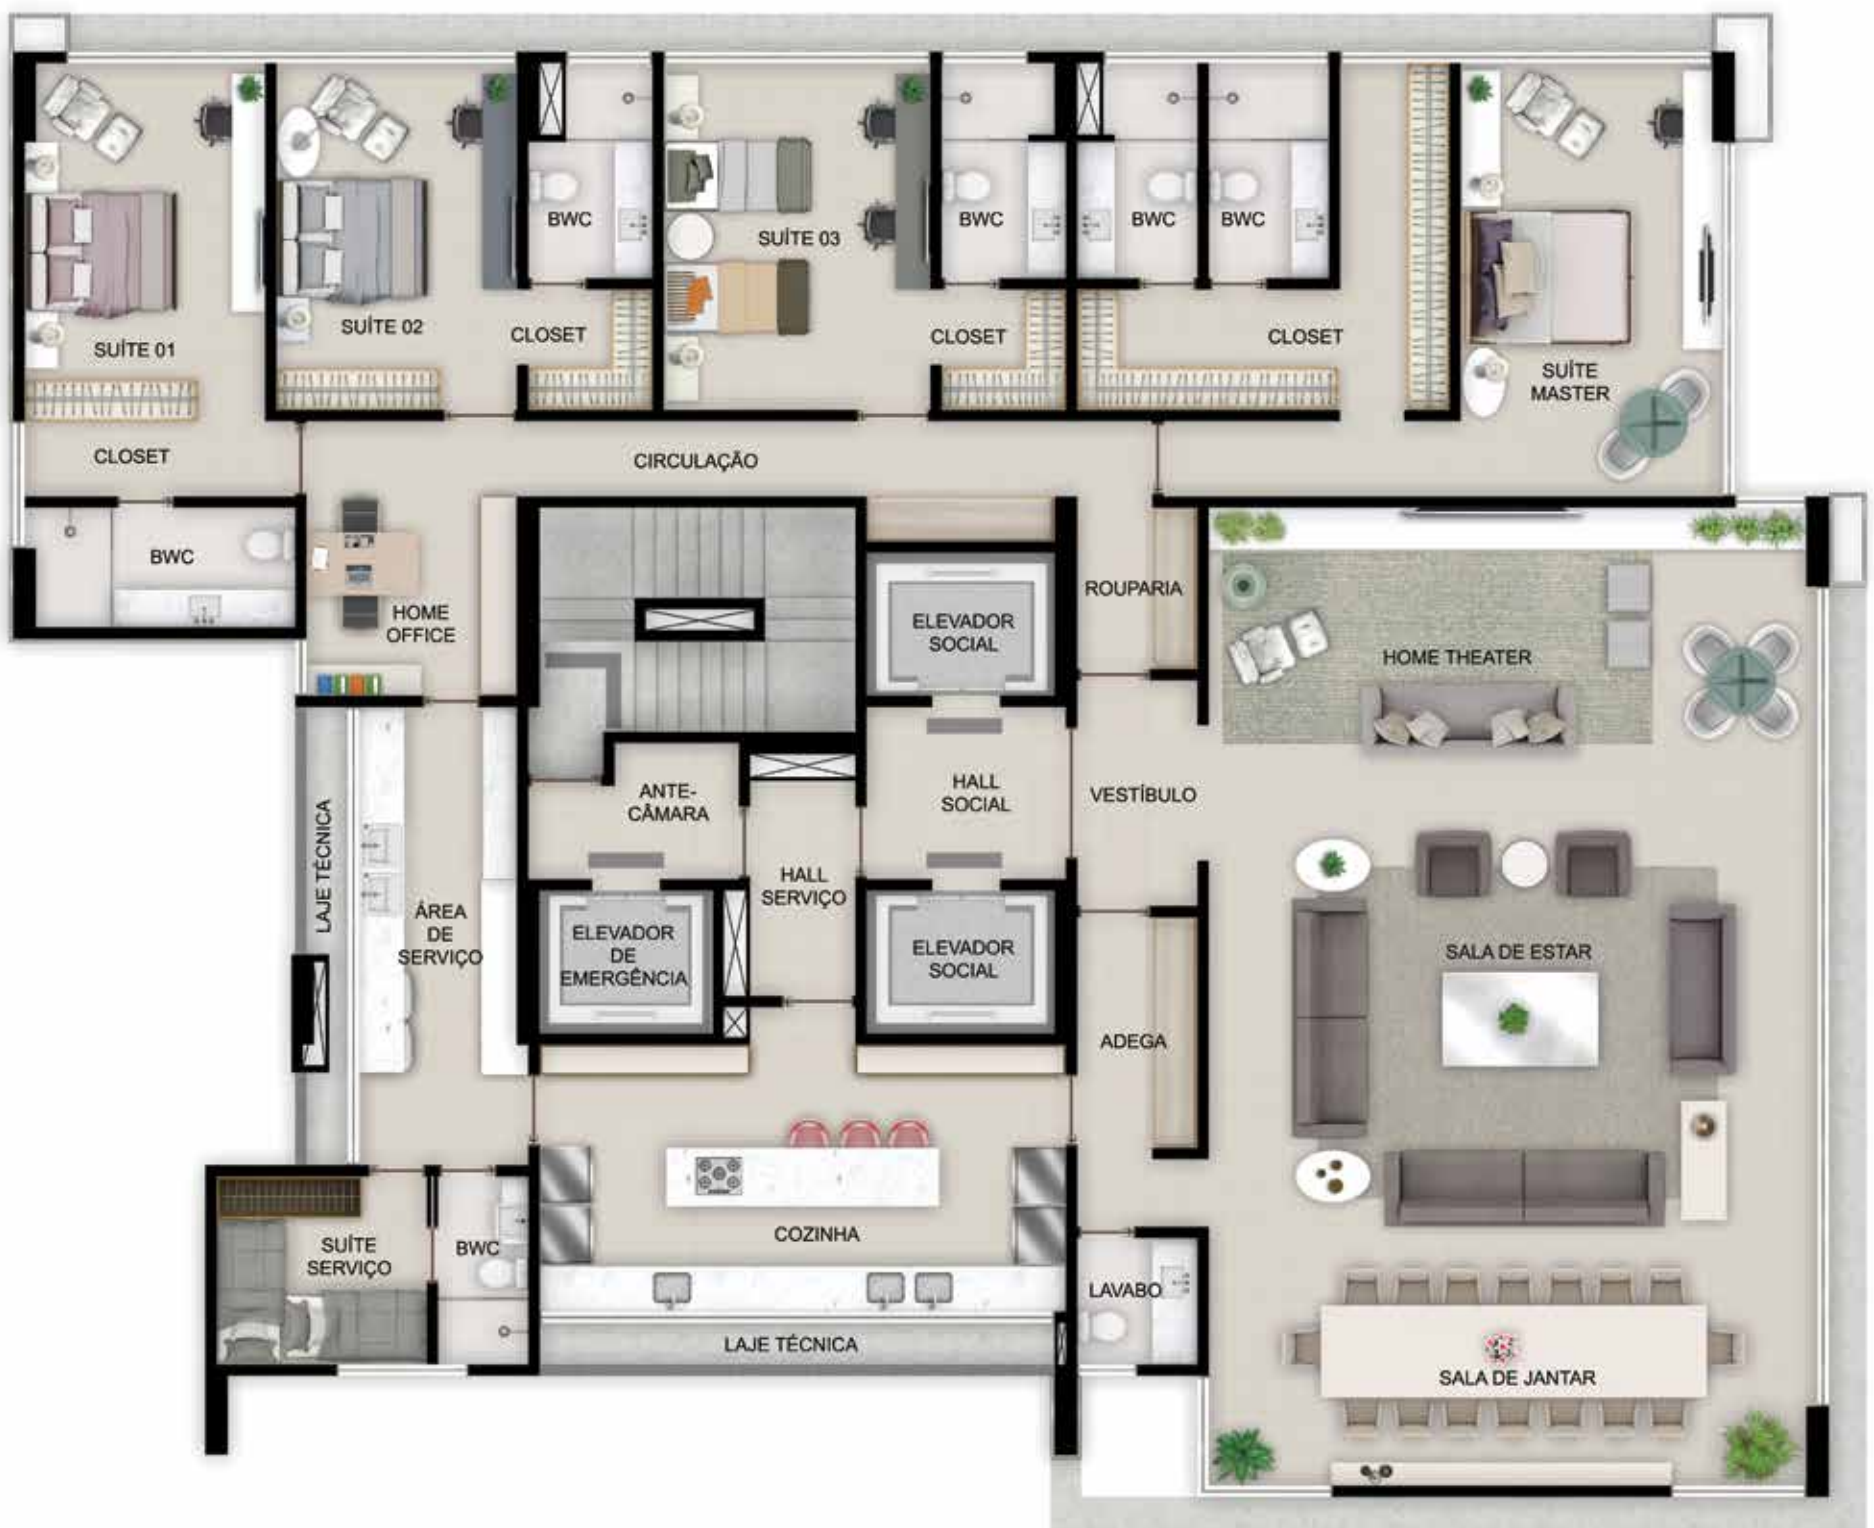 BWC
BWC
BWC
BWC
SUÍTE 03
SUÍTE 02
CLOSET
CLOSET
CLOSET
SUÍTE 01
SUÍTE
MASTER
CLOSET
CIRCULAÇÃO
BWC
HOME
OFFICE
ELEVADOR
SOCIAL
ROUPARIA
HOME THEATER
ANTE-
CÂMARA
HALL
SOCIAL
VESTÍBULO
LAJE TÉCNICA
HALL
SERVIÇO
ÁREA
DE
SERVIÇO
ELEVADOR
DE
EMERGÊNCIA
ELEVADOR
SOCIAL
SALA DE ESTAR
ADEGA
COZINHA
SUÍTE
SERVIÇO
BWC
LAVABO
LAJE TÉCNICA
SALA DE JANTAR